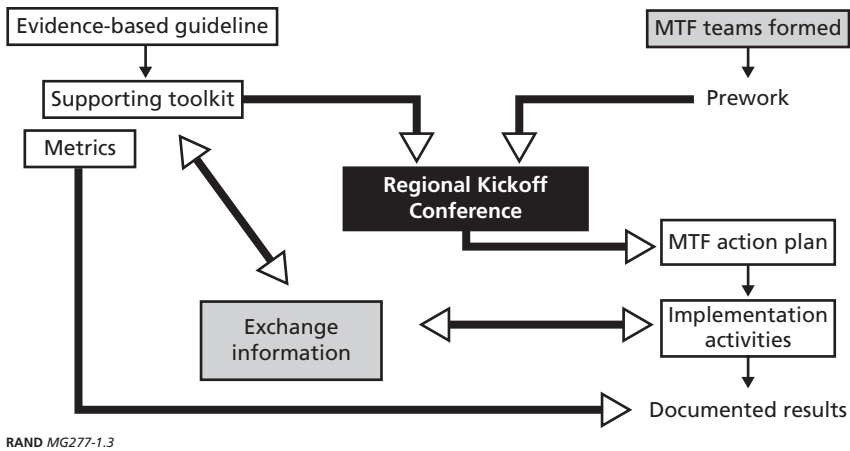 Evidence-based guideline
MTF teams formed
Supporting toolkit
Prework
Metrics
Regional Kickoff
Conference
MTF action plan
Exchange
information
Implementation
activities
Documented results
RAND MG277-1.3